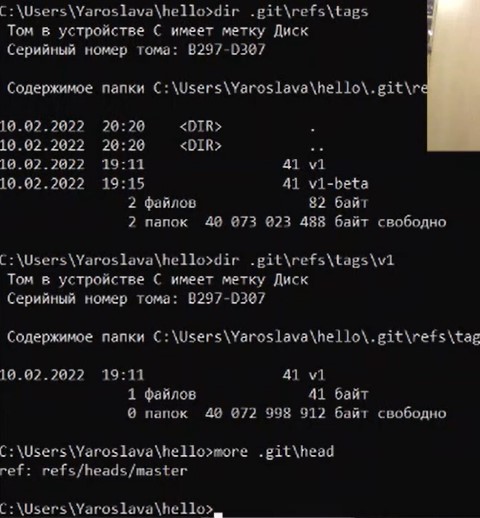 C:\Users\Yaroslava\hello>dir .git\refs\tags
Том в устройстве C имеет метку Диск
Серийный номер тома: B297-D307
Содержимое папки C:\Users\Yaroslava\hello\.git\re
10.02.2022 20:20 <DIR> .
10.02.2022 20:20 <DIR> ..
10.02.2022 19:11 41 v1
10.02.2022 19:15 41 v1-beta
2 файлов 82 байт
2 папок 40 073 023 488 байт свободно
C:\Users\Yaroslava\hello>dir .git\refs\tags\v1
Том в устройстве C имеет метку Диск
Серийный номер тома: B297-D307
Содержимое папки C:\Users\Yaroslava\hello\.git\refs\tag
10.02.2022 19:11 41 v1
1 файлов 41 байт
0 папок 40 072 998 912 байт свободно
C:\Users\Yaroslava\hello>more .git\head
ref: refs/heads/master
C:\Users\Yaroslava\hello>